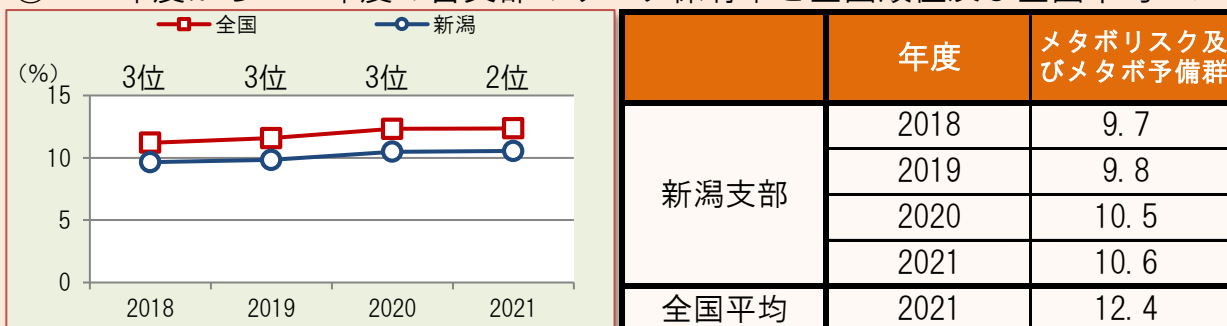 全国 新潟
(%) 3位 3位 3位 2位
15
10
5
0
2018 2019 2020 2021
年度 メタボリスク及
びメタボ予備群
新潟支部
2018 9.7
2019 9.8
2020 10.5
2021 10.6
全国平均 2021 12.4